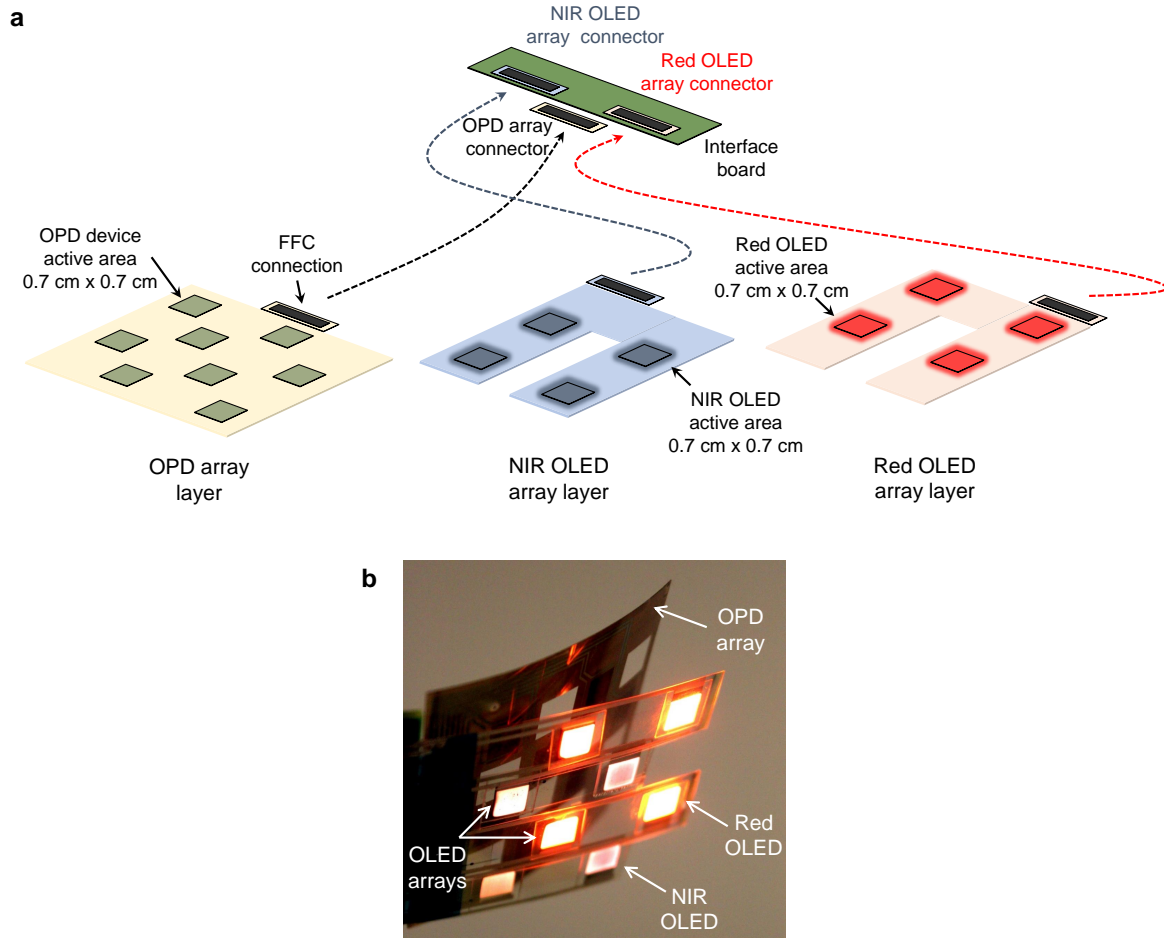 a
NIR OLED
array connector
Red OLED
array connector
OPD array
connector
Interface
board
OPD device
active area
0.7 cm x 0.7 cm
FFC
connection
Red OLED
active area
0.7 cm x 0.7 cm
NIR OLED
active area
0.7 cm x 0.7 cm
OPD array
layer
NIR OLED
array layer
Red OLED
array layer
b
OPD
array
Red
OLED
OLED
arrays
NIR
OLED